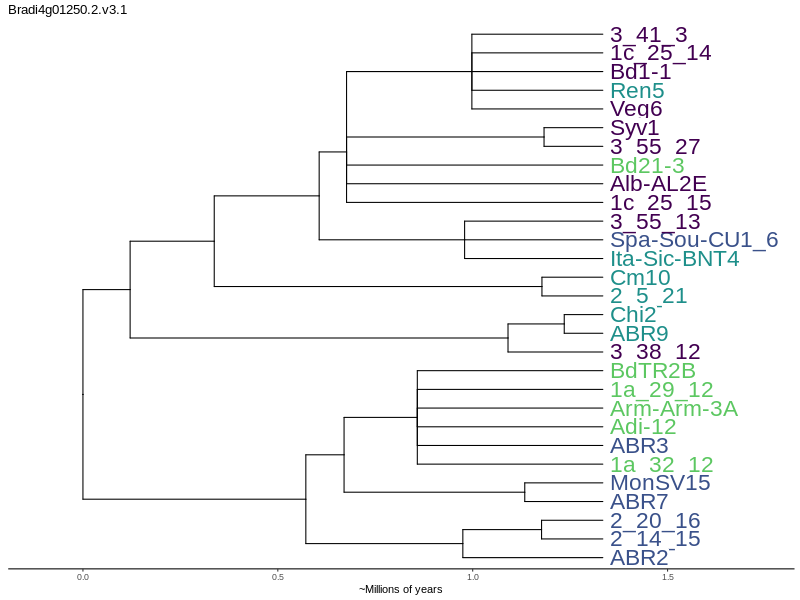 Bradi4g01250.2.v3.1
3_41_3
1c_25_14
Bd1-1
Ren5
Veq6
Syv1
3_55_27
Bd21-3
Alb-AL2E
1c_25_15
3_55_13
Spa-Sou-CU1_6
Ita-Sic-BNT4
Cm10
2_5_21
Chi2
ABR9
3_38_12
BdTR2B
1a_29_12
Arm-Arm-3A
Adi-12
ABR3
1a_32_12
MonSV15
ABR7
2_20_16
2_14_15
ABR2
0.0 0.5 1.0 1.5
~Millions of years